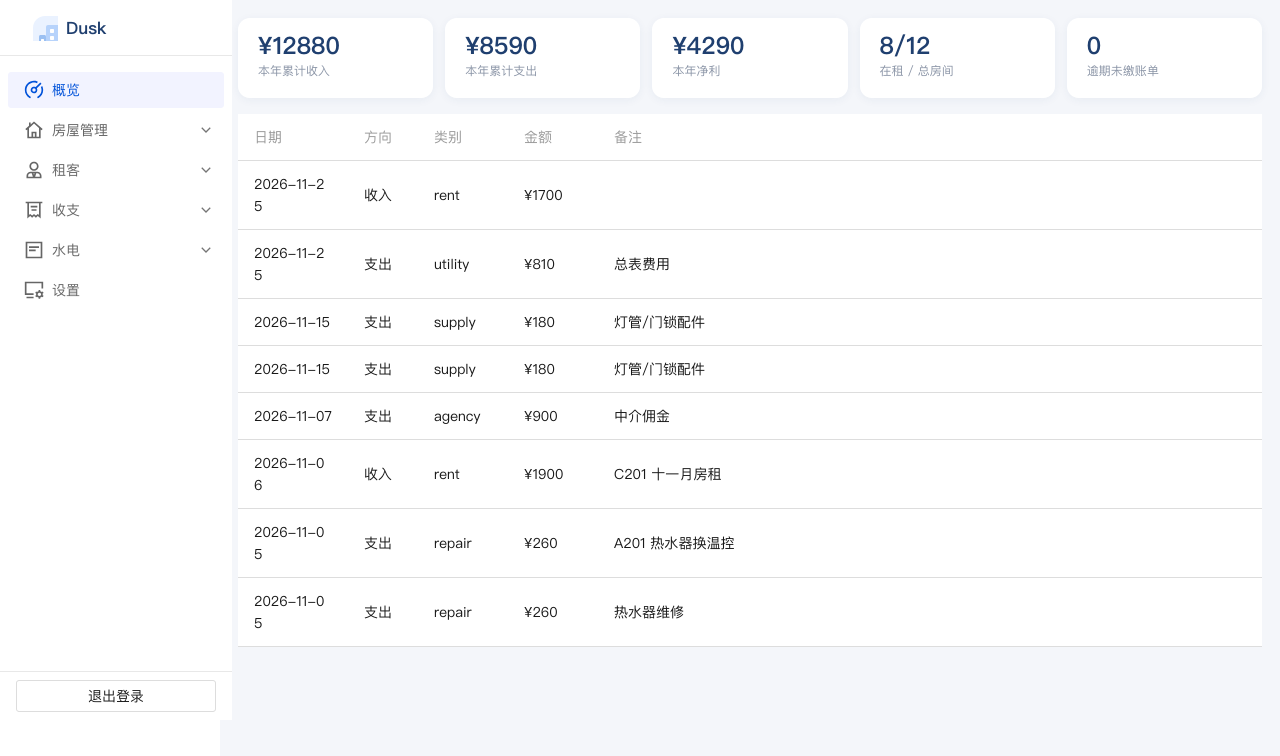 Dusk
概览
房屋管理
租客
收支
水电
设置
退出登录
¥12880
本年累计收入
¥8590
本年累计支出
¥4290
本年净利
8/12
在租 / 总房间
0
逾期未缴账单
日期 方向 类别 金额 备注
2026-11-2
5 收入 rent ¥1700
2026-11-2
5 支出 utility ¥810 总表费用
2026-11-15 支出 supply ¥180 灯管/门锁配件
2026-11-15 支出 supply ¥180 灯管/门锁配件
2026-11-07 支出 agency ¥900 中介佣金
2026-11-0
6 收入 rent ¥1900 C201 十一月房租
2026-11-0
5 支出 repair ¥260 A201 热水器换温控
2026-11-0
5 支出 repair ¥260 热水器维修